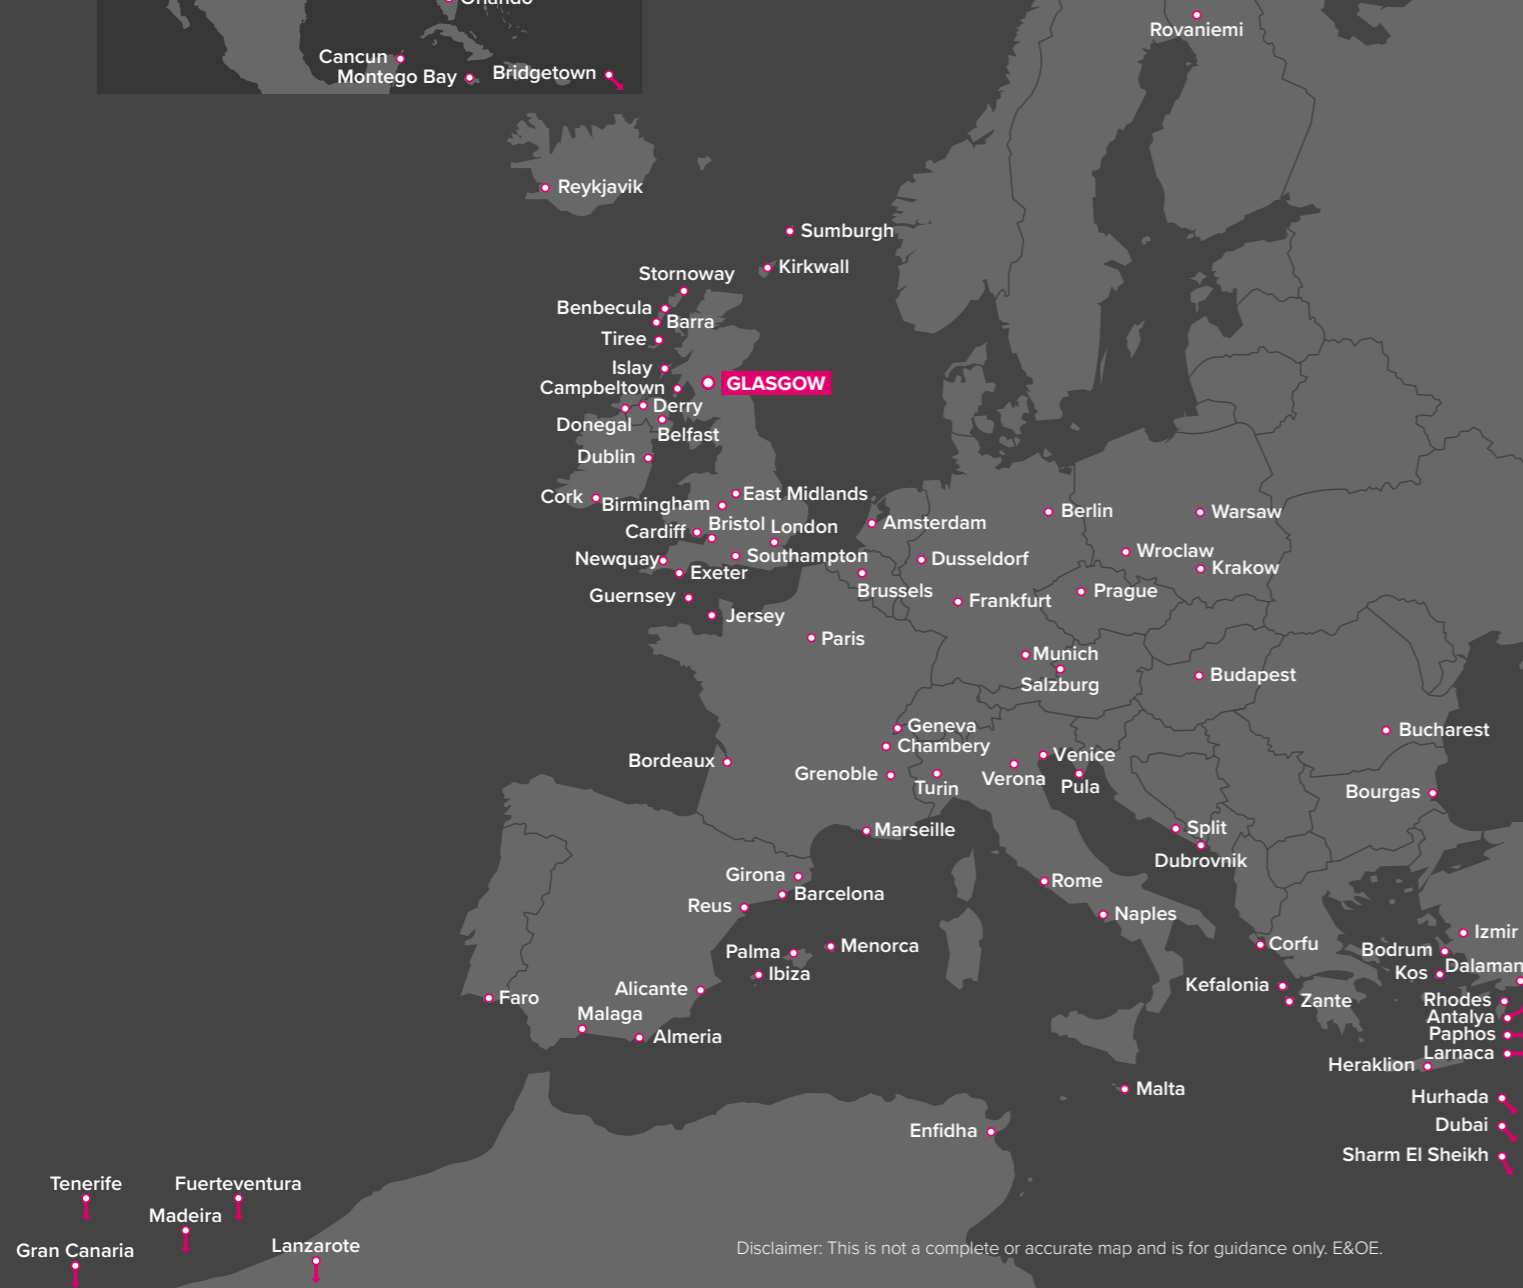 Orlando
Rovaniemi
Cancun
Bridgetown
Montego Bay
Reykjavik
Sumburgh
Kirkwall
Stornoway
Benbecula
Barra
Tiree
Islay
GLASGOW
Campbeltown
Derry
Donegal
Belfast
Dublin
East Midlands
Cork
Birmingham
Bristol
London
Cardiff
Amsterdam
Berlin
Warsaw
Southampton
Newquay
Dusseldorf
Wroclaw
Exeter
Krakow
Brussels
Prague
Guernsey
Frankfurt
Jersey
Paris
Munich
Budapest
Salzburg
Geneva
Bucharest
Chambery
Venice
Bordeaux
Grenoble
Verona
Turin
Pula
Bourgas
Marseille
Split
Dubrovnik
Girona
Rome
Barcelona
Reus
Naples
Izmir
Menorca
Corfu
Bodrum
Palma
Dalaman
Ibiza
Kos
Kefalonia
Alicante
Faro
Zante
Rhodes
Malaga
Antalya
Almeria
Paphos
Larnaca
Heraklion
Malta
Hurhada
Dubai
Enfidha
Sharm El Sheikh
Tenerife
Fuerteventura
Madeira
Lanzarote
Gran Canaria
Disclaimer: This is not a complete or accurate map and is for guidance only. E&OE.